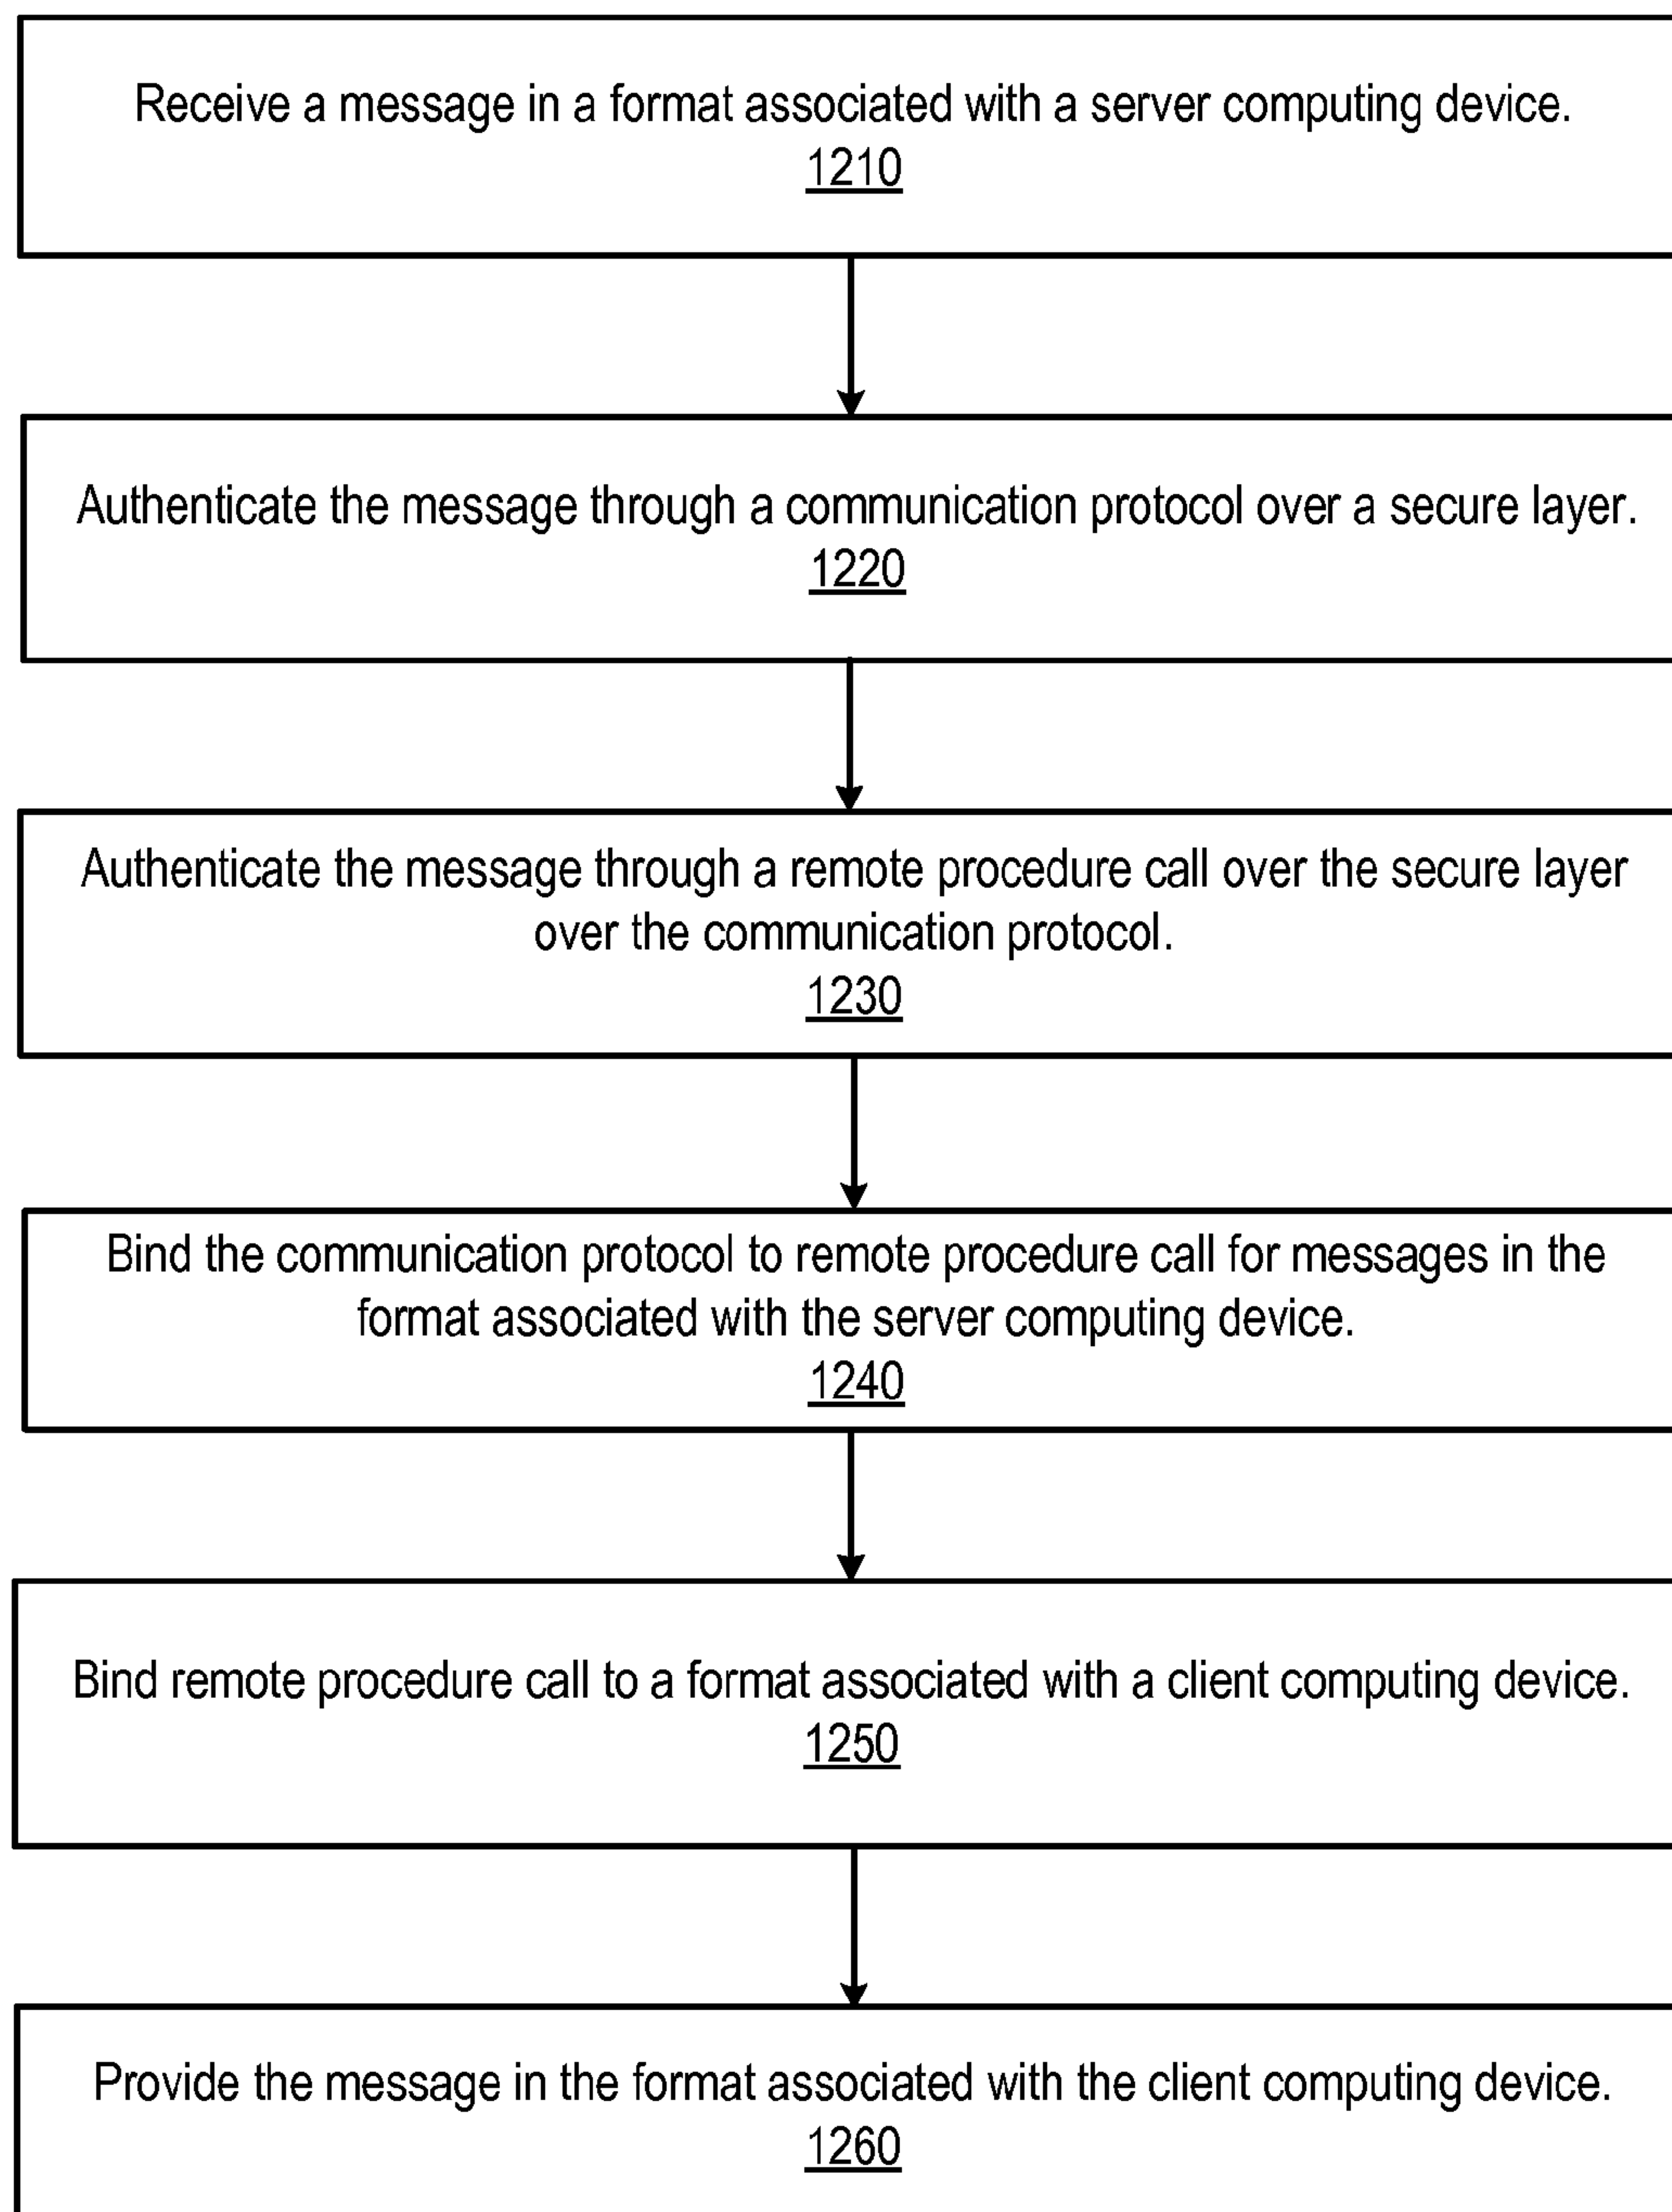 Receive a message in a format associated with a server computing device.
1210
Authenticate the message through a communication protocol over a secure layer.
1220
Authenticate the message through a remote procedure call over the secure layer
over the communication protocol.
1230
Bind the communication protocol to remote procedure call for messages in the
format associated with the server computing device.
1240
Bind remote procedure call to a format associated with a client computing device.
1250
Provide the message in the format associated with the client computing device.
1260